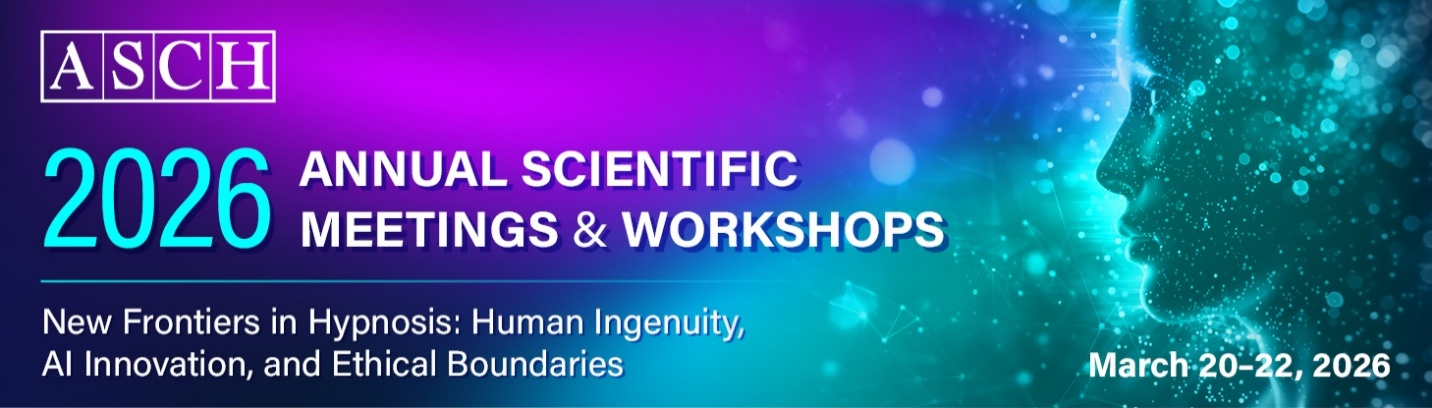 ASCH
2026 ANNUAL SCIENTIFIC
MEETINGS & WORKSHOPS
New Frontiers in Hypnosis: Human Ingenuity,
AI Innovation, and Ethical Boundaries
March 20–22, 2026